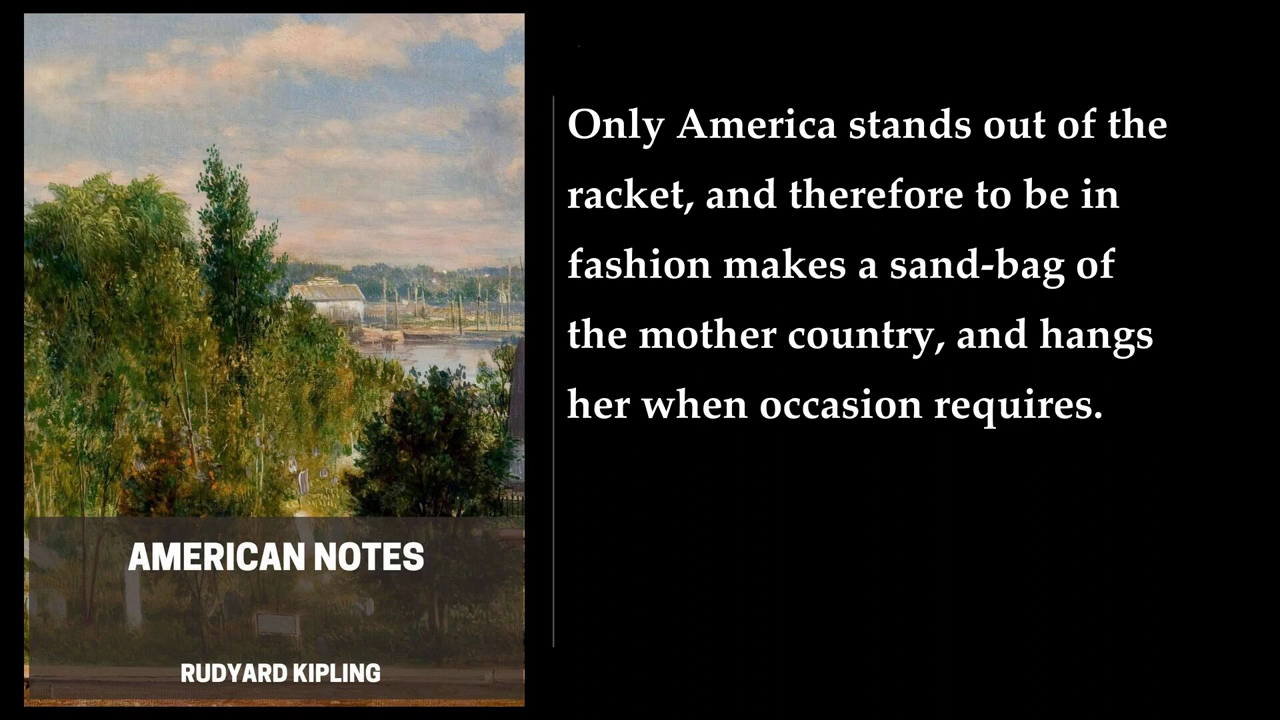 Only America stands out of the
racket, and therefore to be in
fashion makes a sand-bag of
the mother country, and hangs
her when occasion requires.
AMERICAN NOTES
RUDYARD KIPLING